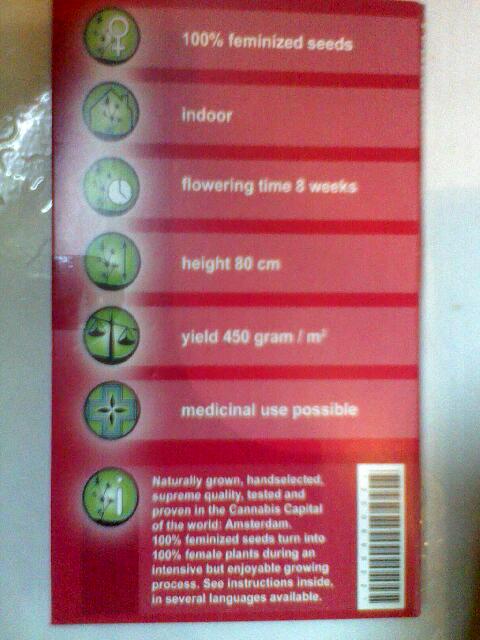 100% feminized seeds
indoor
flowering time 8 weeks
height 80 cm
yield 450 gram / m²
medicinal use possible
Naturally grown, handselected,
supreme quality, tested and
proven in the Cannabis Capital
of the world: Amsterdam.
100% feminized seeds turn into
100% female plants during an
intensive but enjoyable growing
process. See instructions inside,
in several languages available.